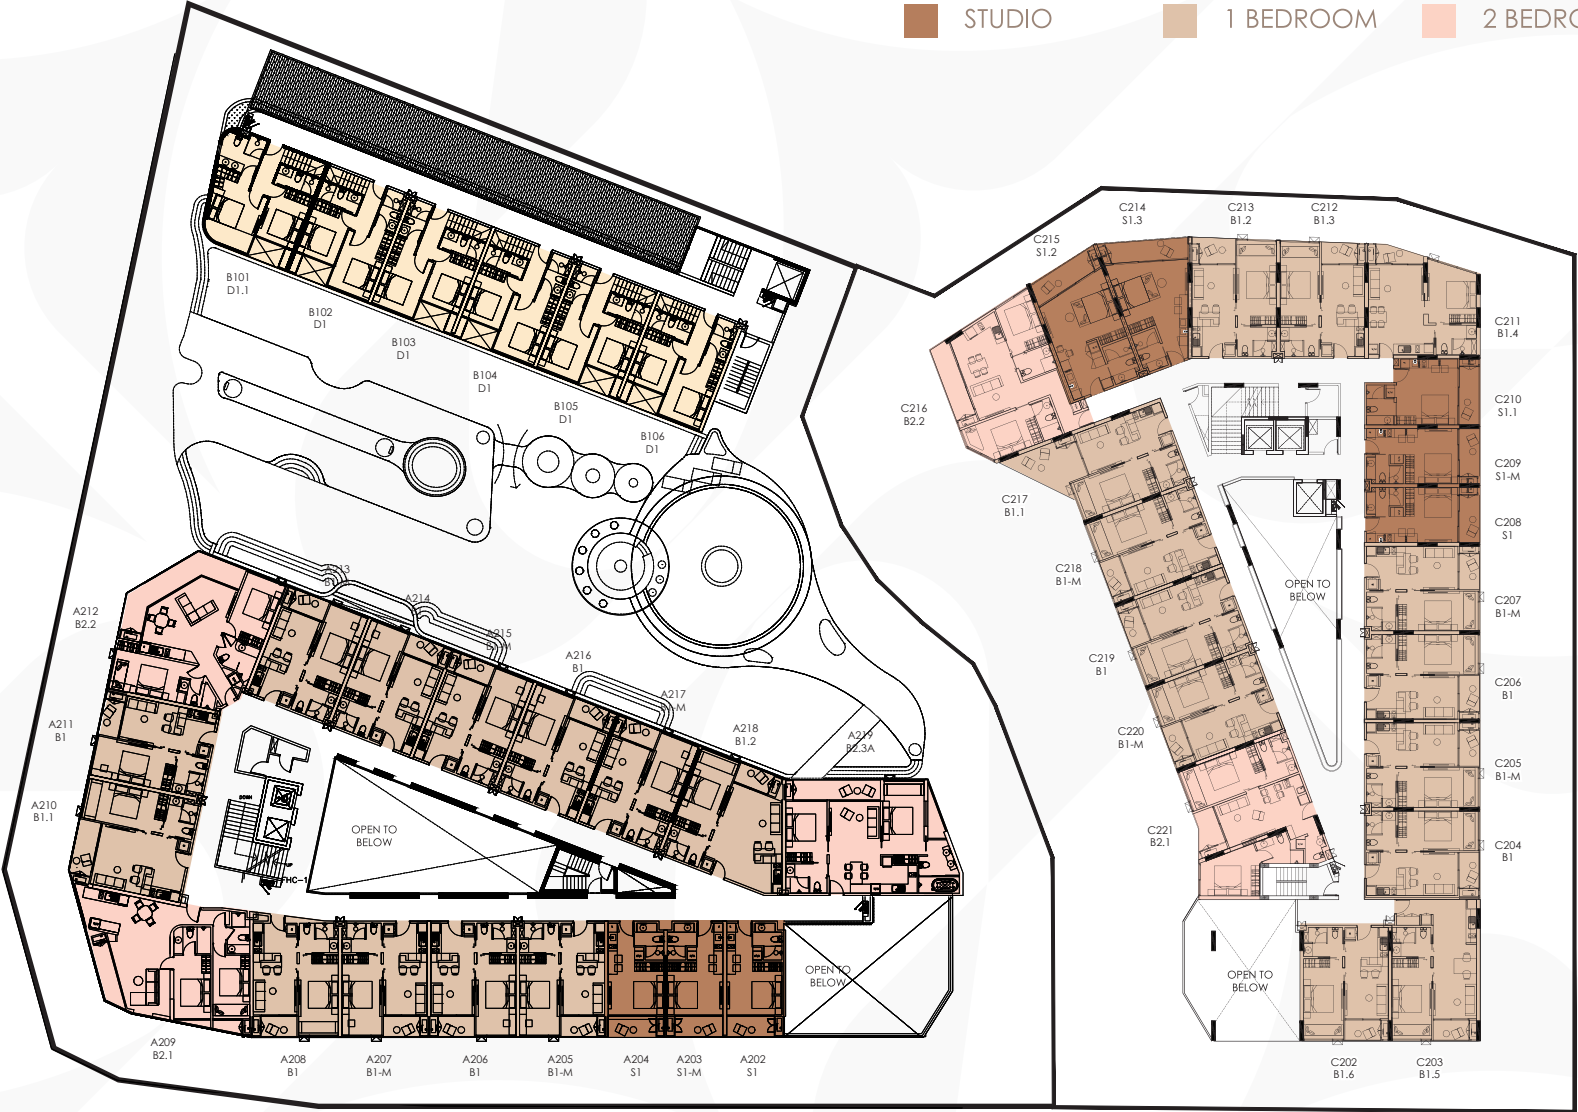 STUDIO
1 BEDROOM
2 BEDRO
C214
S1.3
C213
B1.2
C212
B1.3
C215
S1.2
C211
B1.4
C216
B2.2
C210
S1.1
C209
S1-M
C217
B1.1
C208
S1
C218
B1-M
OPEN TO
BELOW
C207
B1-M
C219
B1
C206
B1
C220
B1-M
C205
B1-M
C221
B2.1
C204
B1
OPEN TO
BELOW
C202
B1.6
C203
B1.5
B101
D1.1
B102
D1
B103
D1
B104
D1
B105
D1
B106
D1
A213
A214
A215
A216
B1
A217
B1-M
A218
B1.2
A219
B2.3A
A212
B2.2
A211
B1
A210
B1.1
OPEN TO
BELOW
DOWN
FHC-1
OPEN TO
BELOW
A209
B2.1
A208
B1
A207
B1-M
A206
B1
A205
B1-M
A204
S1
A203
S1-M
A202
S1